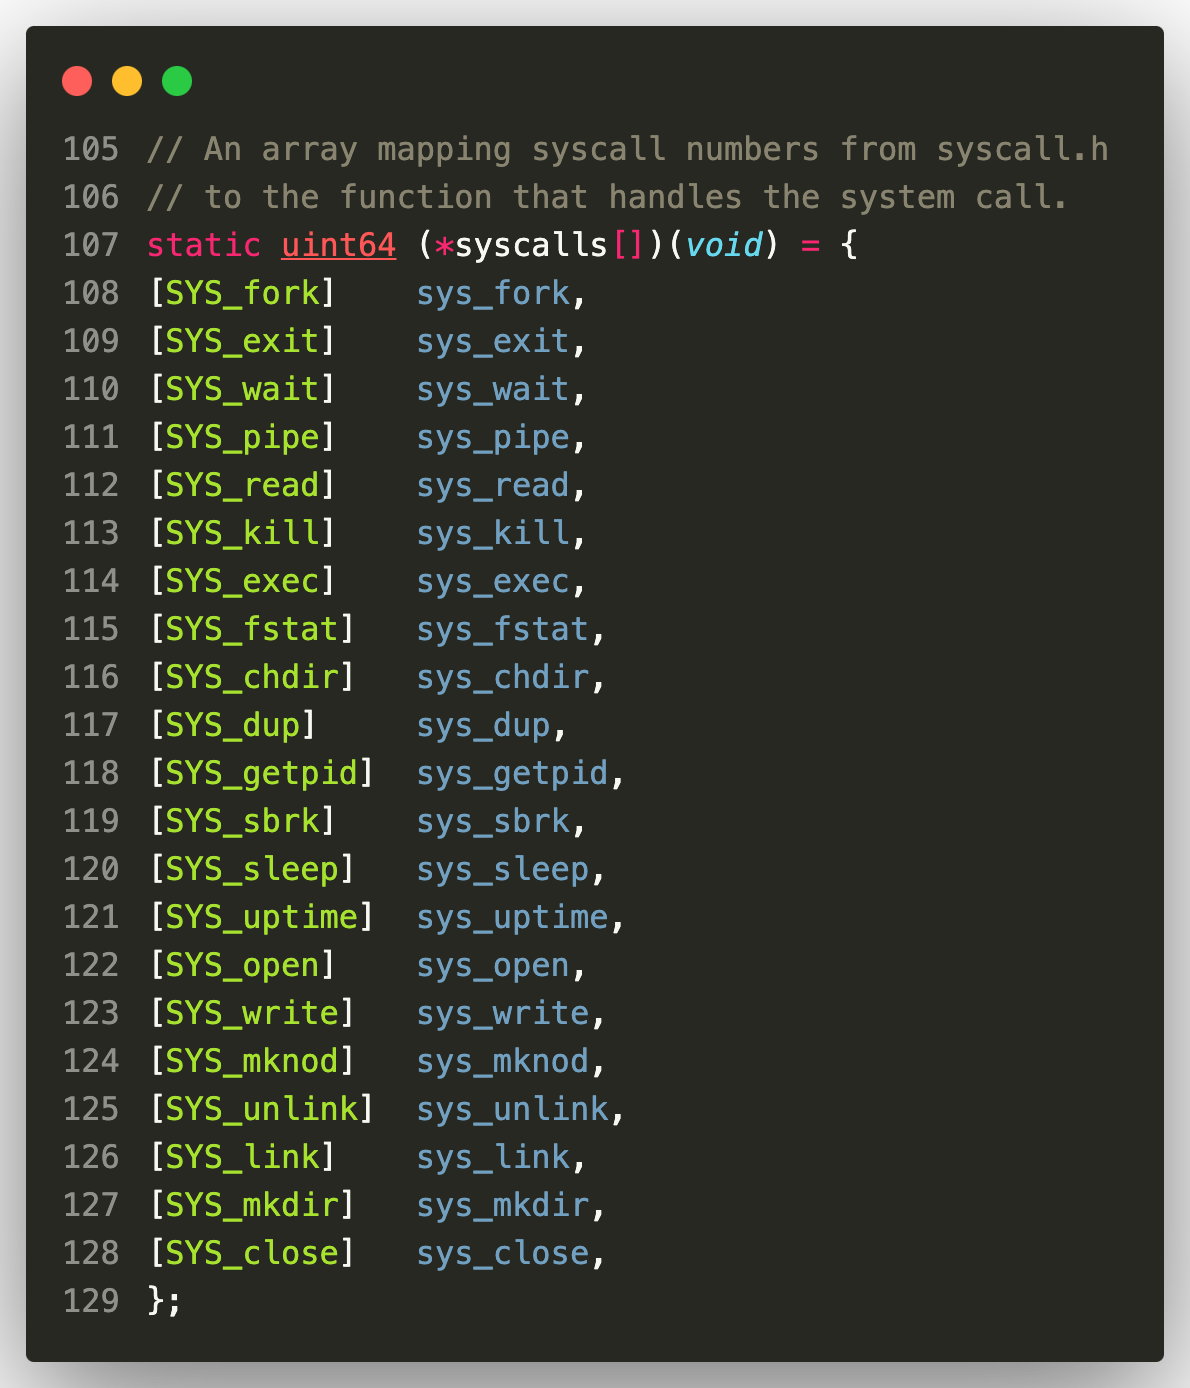 105 // An array mapping syscall numbers from syscall.h
106 // to the function that handles the system call.
107 static uint64 (*syscalls[])(void) = {
108 [SYS_fork]    sys_fork,
109 [SYS_exit]    sys_exit,
110 [SYS_wait]    sys_wait,
111 [SYS_pipe]    sys_pipe,
112 [SYS_read]    sys_read,
113 [SYS_kill]    sys_kill,
114 [SYS_exec]    sys_exec,
115 [SYS_fstat]   sys_fstat,
116 [SYS_chdir]   sys_chdir,
117 [SYS_dup]     sys_dup,
118 [SYS_getpid]  sys_getpid,
119 [SYS_sbrk]    sys_sbrk,
120 [SYS_sleep]   sys_sleep,
121 [SYS_uptime]  sys_uptime,
122 [SYS_open]    sys_open,
123 [SYS_write]   sys_write,
124 [SYS_mknod]   sys_mknod,
125 [SYS_unlink]  sys_unlink,
126 [SYS_link]    sys_link,
127 [SYS_mkdir]   sys_mkdir,
128 [SYS_close]   sys_close,
129 };